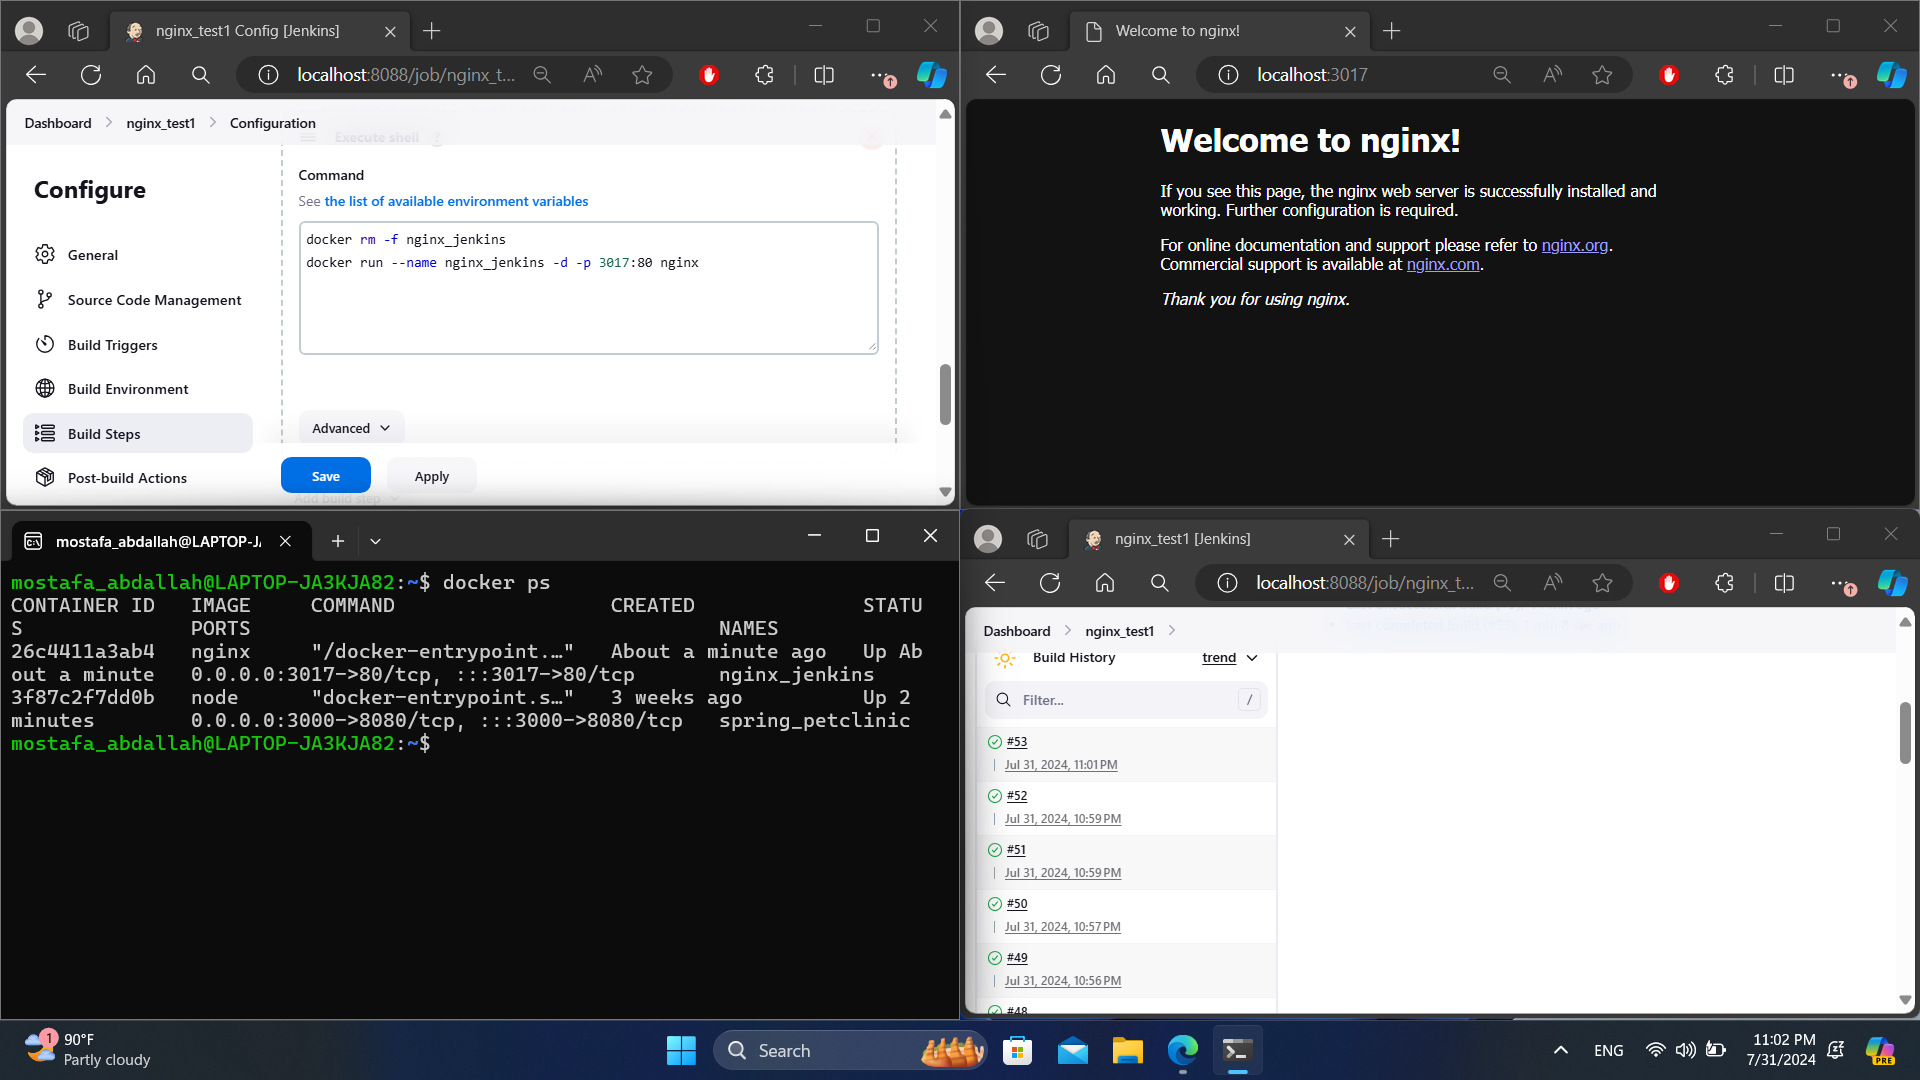 nginx_test1 Config [Jenkins]
localhost:8088/job/nginx_t...
Dashboard > nginx_test1 > Configuration
Execute shell
Configure
General
Source Code Management
Build Triggers
Build Environment
Build Steps
Post-build Actions
Command
See the list of available environment variables
docker rm -f nginx_jenkins
docker run --name nginx_jenkins -d -p 3017:80 nginx
Advanced
Save
Apply
Add build step
Welcome to nginx!
localhost:3017
Welcome to nginx!
If you see this page, the nginx web server is successfully installed and
working. Further configuration is required.
For online documentation and support please refer to nginx.org.
Commercial support is available at nginx.com.
Thank you for using nginx.
mostafa_abdallah@LAPTOP-J
mostafa_abdallah@LAPTOP-JA3KJA82:~$ docker ps
CONTAINER ID   IMAGE     COMMAND                  CREATED              STATU
S              PORTS                                       NAMES
26c4411a3ab4   nginx     "/docker-entrypoint.…"   About a minute ago   Up Ab
out a minute   0.0.0.0:3017->80/tcp, :::3017->80/tcp       nginx_jenkins
3f87c2f7dd0b   node      "docker-entrypoint.s…"   3 weeks ago          Up 2
minutes        0.0.0.0:3000->8080/tcp, :::3000->8080/tcp   spring_petclinic
mostafa_abdallah@LAPTOP-JA3KJA82:~$
nginx_test1 [Jenkins]
localhost:8088/job/nginx_t...
Dashboard > nginx_test1 >
Build History
trend
Filter...
/
#53
Jul 31, 2024, 11:01 PM
#52
Jul 31, 2024, 10:59 PM
#51
Jul 31, 2024, 10:59 PM
#50
Jul 31, 2024, 10:57 PM
#49
Jul 31, 2024, 10:56 PM
#48
1
90°F
Partly cloudy
Search
ENG
11:02 PM
7/31/2024
PRE